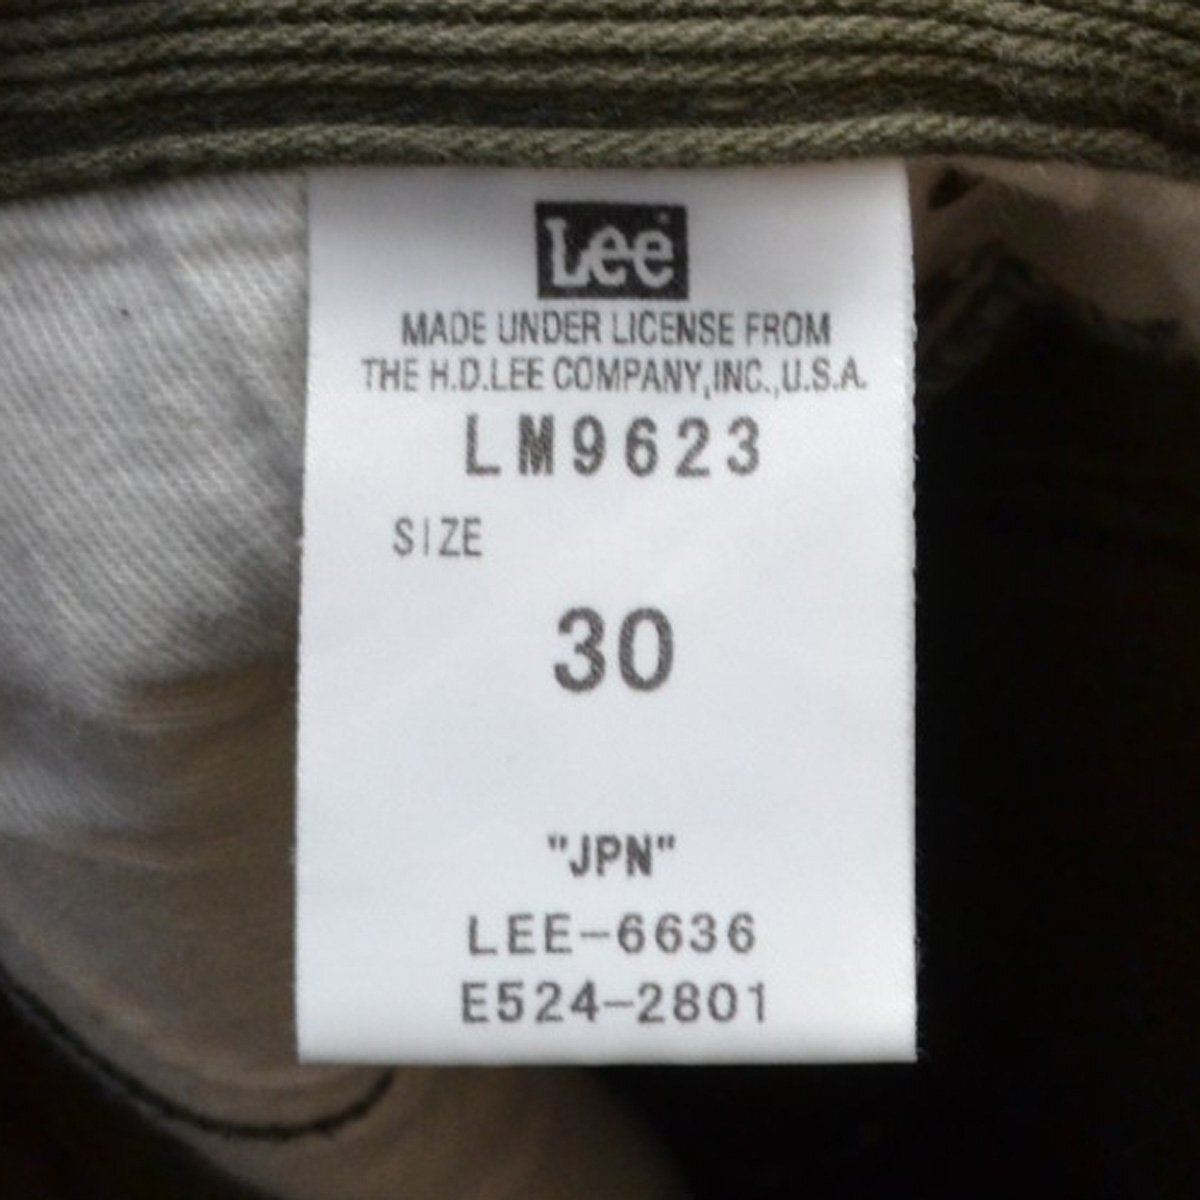 Lee
MADE UNDER LICENSE FROM
THE H.D.LEE COMPANY,INC.,U.S.A.
LM9623
SIZE
30
"JPN"
LEE-6636
E524-2801